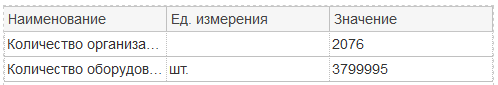 Наименование Ед. измерения Значение
Количество организа... 2076
Количество оборудов... шт. 3799995